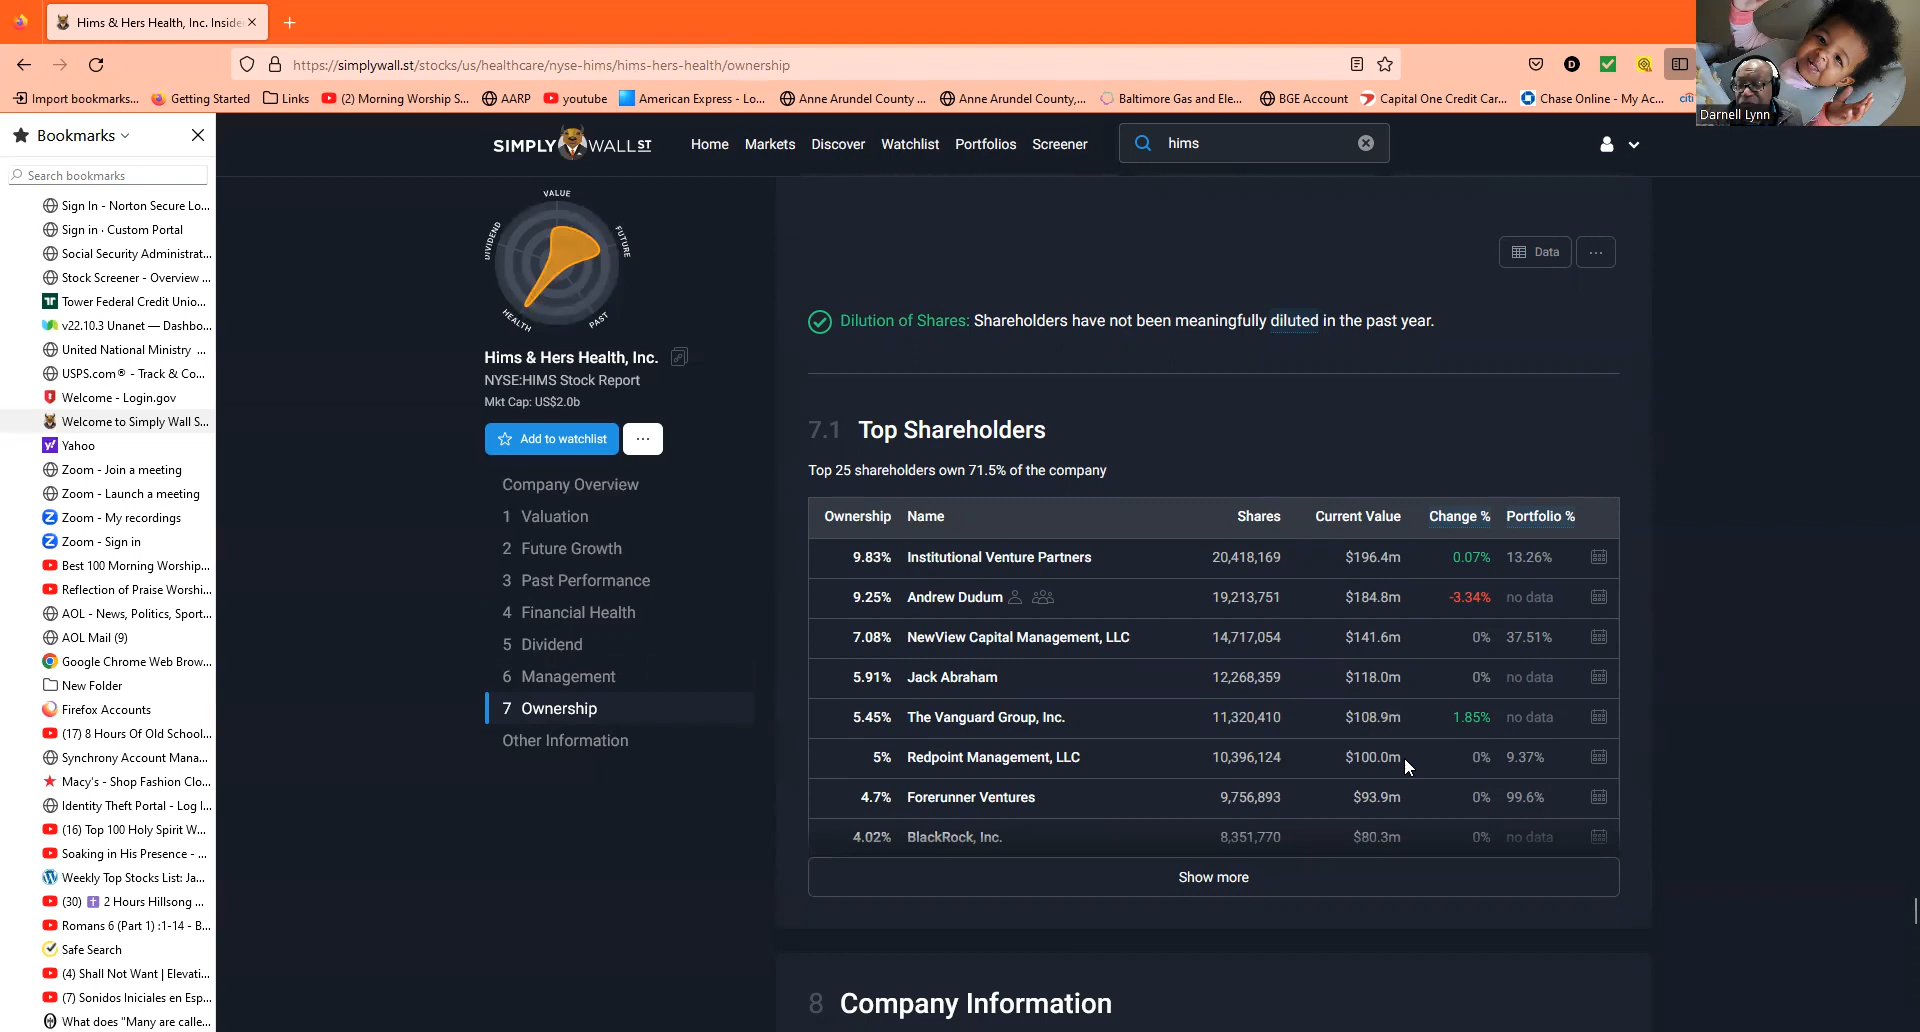 Hims & Hers Health, Inc. Inside
https://simplywall.st/stocks/us/healthcare/nyse-hims/hims-hers-health/ownership
Import bookmarks... Getting Started Links (2) Morning Worship S... AARP youtube American Express - Lo... Anne Arundel County ... Anne Arundel County,... Baltimore Gas and Ele... BGE Account Capital One Credit Car... Chase Online - My Ac... citi
Darnell Lynn
Bookmarks
Search bookmarks
Sign In - Norton Secure Lo...
Sign in · Custom Portal
Social Security Administrat...
Stock Screener - Overview ...
Tower Federal Credit Unio...
v22.10.3 Unanet — Dashbo...
United National Ministry ...
USPS.com® - Track & Co...
Welcome - Login.gov
Welcome to Simply Wall S...
Yahoo
Zoom - Join a meeting
Zoom - Launch a meeting
Zoom - My recordings
Zoom - Sign in
Best 100 Morning Worship...
Reflection of Praise Worshi...
AOL - News, Politics, Sport...
AOL Mail (9)
Google Chrome Web Brow...
New Folder
Firefox Accounts
(17) 8 Hours Of Old School...
Synchrony Account Mana...
Macy's - Shop Fashion Clo...
Identity Theft Portal - Log I...
(16) Top 100 Holy Spirit W...
Soaking in His Presence - ...
Weekly Top Stocks List: Ja...
(30) ✝ 2 Hours Hillsong ...
Romans 6 (Part 1) :1-14 - B...
Safe Search
(4) Shall Not Want | Elevati...
(7) Sonidos Iniciales en Esp...
What does "Many are calle...
SIMPLY WALL ST Home Markets Discover Watchlist Portfolios Screener hims
VALUE
FUTURE
PAST
HEALTH
DIVIDEND
Hims & Hers Health, Inc.
NYSE:HIMS Stock Report
Mkt Cap: US$2.0b
Add to watchlist ...
Company Overview
1 Valuation
2 Future Growth
3 Past Performance
4 Financial Health
5 Dividend
6 Management
7 Ownership
Other Information
Data ...
Dilution of Shares: Shareholders have not been meaningfully diluted in the past year.
7.1 Top Shareholders
Top 25 shareholders own 71.5% of the company
Ownership Name Shares Current Value Change % Portfolio %
9.83% Institutional Venture Partners 20,418,169 $196.4m 0.07% 13.26%
9.25% Andrew Dudum 19,213,751 $184.8m -3.34% no data
7.08% NewView Capital Management, LLC 14,717,054 $141.6m 0% 37.51%
5.91% Jack Abraham 12,268,359 $118.0m 0% no data
5.45% The Vanguard Group, Inc. 11,320,410 $108.9m 1.85% no data
5% Redpoint Management, LLC 10,396,124 $100.0m 0% 9.37%
4.7% Forerunner Ventures 9,756,893 $93.9m 0% 99.6%
4.02% BlackRock, Inc. 8,351,770 $80.3m 0% no data
Show more
8 Company Information